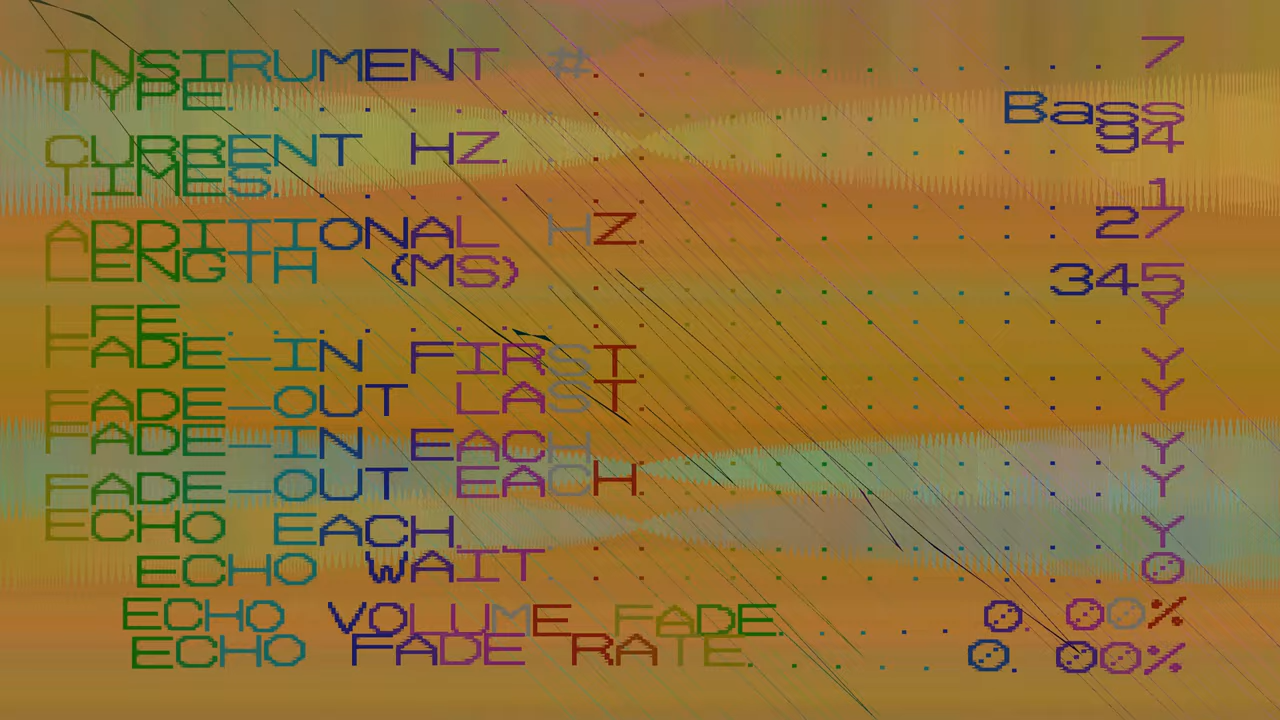 INSTRUMENT #. . . . . . . . . . . . 7
TYPE. . . . . . . . Bass
CURRENT HZ. . . . . . . . . . . . . . 94
TIMES. . . . . . . 1
ADDITIONAL HZ. . . . . . . . . . . 27
LENGTH (MS) . . . . . . . . . . . . 345
LFE. . . . . . . . . . . . . . . . . . . . Y
FADE-IN FIRST. . . . . . . . . . . Y
FADE-OUT LAST. . . . . . . . . . . Y
FADE-IN EACH . . . . . . . . . . . Y
FADE-OUT EACH. . . . . . . . . . . Y
ECHO EACH. . . . . . . . . . . . . . . Y
ECHO WAIT . . . . . . . . . . . . . 0
ECHO VOLUME FADE. . . . . 0. 00%
ECHO FADE RATE. . . . . 0. 00%